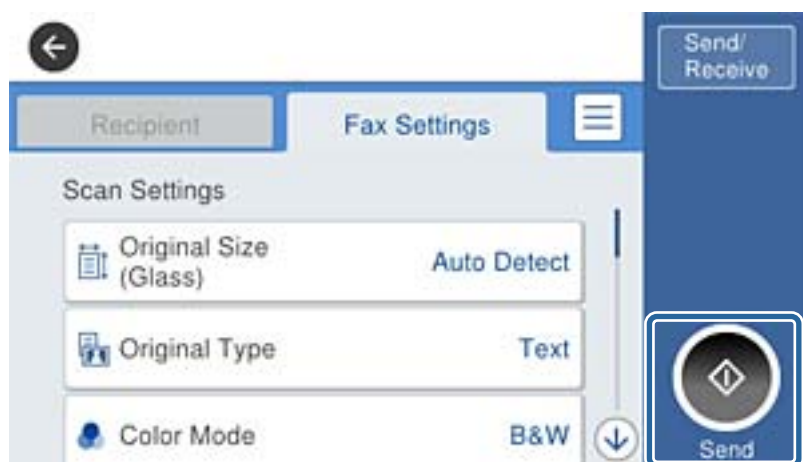 Send/
Receive
Recipient
Fax Settings
Scan Settings
Original Size
(Glass)
Auto Detect
Original Type
Text
Color Mode
B&W
Send